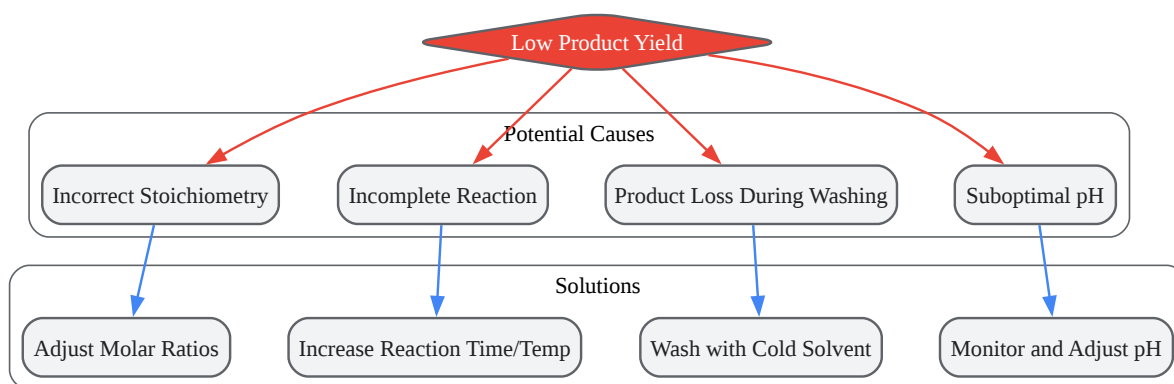 Low Product Yield
Potential Causes
Incorrect Stoichiometry
Incomplete Reaction
Product Loss During Washing
Suboptimal pH
Solutions
Adjust Molar Ratios
Increase Reaction Time/Temp
Wash with Cold Solvent
Monitor and Adjust pH